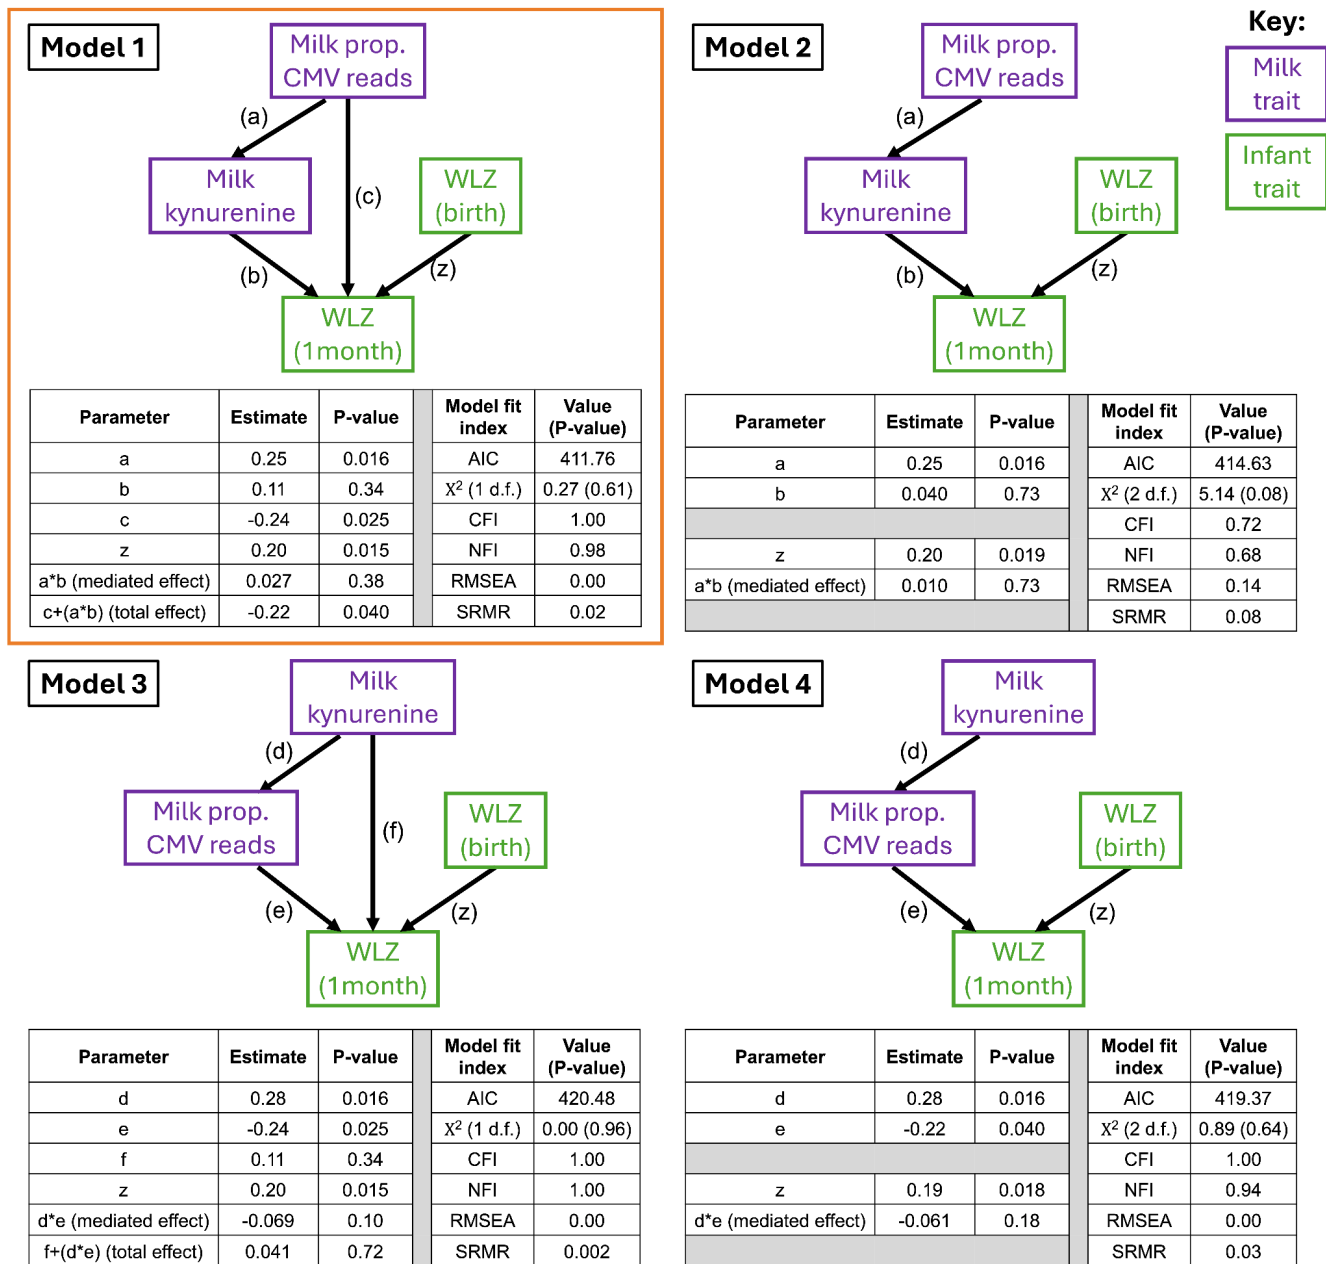 Model 1
Milk prop.
CMV reads
(a)
Milk
kynurenine
(c)
WLZ
(birth)
(b)
(z)
WLZ
(1month)
Parameter Estimate P-value Model fit index Value (P-value)
a 0.25 0.016 AIC 411.76
b 0.11 0.34 X² (1 d.f.) 0.27 (0.61)
c -0.24 0.025 CFI 1.00
z 0.20 0.015 NFI 0.98
a*b (mediated effect) 0.027 0.38 RMSEA 0.00
c+(a*b) (total effect) -0.22 0.040 SRMR 0.02
Model 2
Milk prop.
CMV reads
(a)
Milk
kynurenine
WLZ
(birth)
(b)
(z)
WLZ
(1month)
Parameter Estimate P-value Model fit index Value (P-value)
a 0.25 0.016 AIC 414.63
b 0.040 0.73 X² (2 d.f.) 5.14 (0.08)
CFI 0.72
z 0.20 0.019 NFI 0.68
a*b (mediated effect) 0.010 0.73 RMSEA 0.14
SRMR 0.08
Key:
Milk
trait
Infant
trait
Model 3
Milk
kynurenine
(d)
Milk prop.
CMV reads
(f)
WLZ
(birth)
(e)
(z)
WLZ
(1month)
Parameter Estimate P-value Model fit index Value (P-value)
d 0.28 0.016 AIC 420.48
e -0.24 0.025 X² (1 d.f.) 0.00 (0.96)
f 0.11 0.34 CFI 1.00
z 0.20 0.015 NFI 1.00
d*e (mediated effect) -0.069 0.10 RMSEA 0.00
f+(d*e) (total effect) 0.041 0.72 SRMR 0.002
Model 4
Milk
kynurenine
(d)
Milk prop.
CMV reads
WLZ
(birth)
(e)
(z)
WLZ
(1month)
Parameter Estimate P-value Model fit index Value (P-value)
d 0.28 0.016 AIC 419.37
e -0.22 0.040 X² (2 d.f.) 0.89 (0.64)
CFI 1.00
z 0.19 0.018 NFI 0.94
d*e (mediated effect) -0.061 0.18 RMSEA 0.00
SRMR 0.03